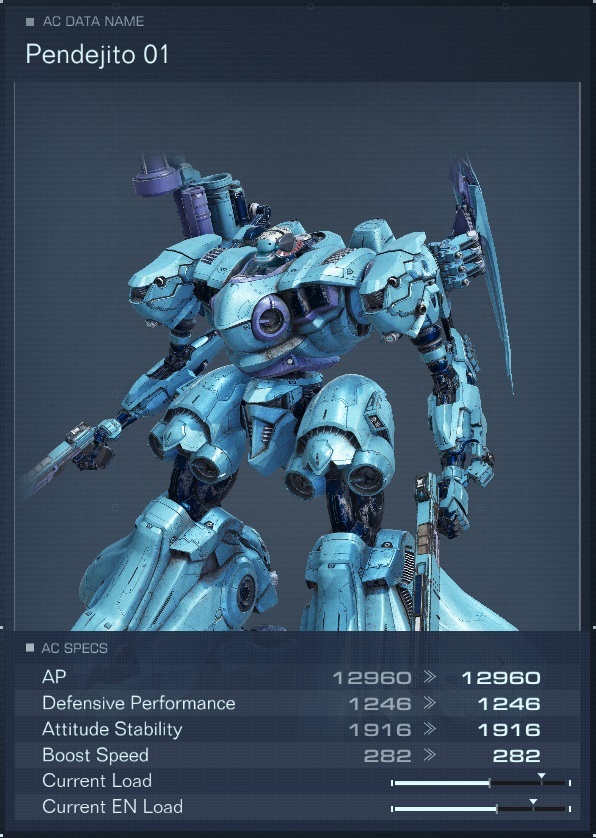 AC DATA NAME
Pendejito 01
AC SPECS
AP 12960 >> 12960
Defensive Performance 1246 >> 1246
Attitude Stability 1916 >> 1916
Boost Speed 282 >> 282
Current Load
Current EN Load